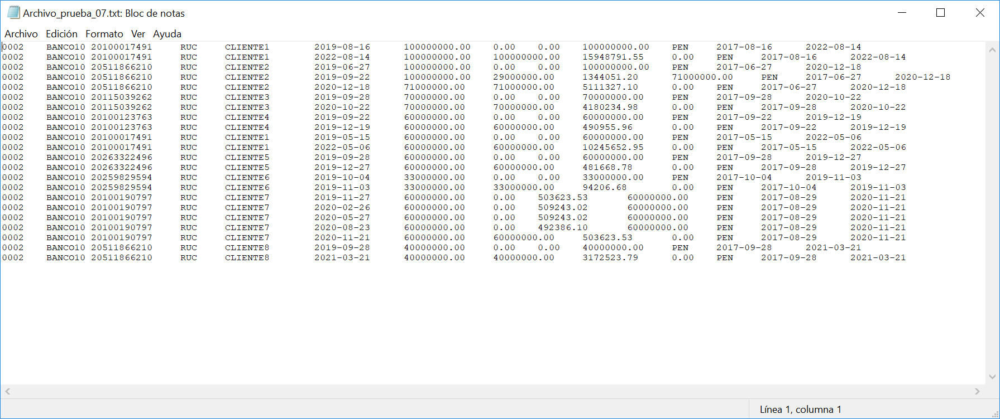 Archivo_prueba_07.txt: Bloc de notas
Archivo Edición Formato Ver Ayuda
0002 BANCO10 20100017491 RUC CLIENTE1 2019-08-16 100000000.00 0.00 0.00 100000000.00 PEN 2017-08-16 2022-08-14
0002 BANCO10 20100017491 RUC CLIENTE1 2022-08-14 100000000.00 100000000.00 15948791.55 0.00 PEN 2017-08-16 2022-08-14
0002 BANCO10 20511866210 RUC CLIENTE2 2019-06-27 100000000.00 0.00 0.00 100000000.00 PEN 2017-06-27 2020-12-18
0002 BANCO10 20511866210 RUC CLIENTE2 2019-09-22 100000000.00 29000000.00 1344051.20 71000000.00 PEN 2017-06-27 2020-12-18
0002 BANCO10 20511866210 RUC CLIENTE2 2020-12-18 71000000.00 71000000.00 5111327.10 0.00 PEN 2017-06-27 2020-12-18
0002 BANCO10 20115039262 RUC CLIENTE3 2019-09-28 70000000.00 0.00 0.00 70000000.00 PEN 2017-09-28 2020-10-22
0002 BANCO10 20115039262 RUC CLIENTE3 2020-10-22 70000000.00 70000000.00 4180234.98 0.00 PEN 2017-09-28 2020-10-22
0002 BANCO10 20100123763 RUC CLIENTE4 2019-09-22 60000000.00 0.00 0.00 60000000.00 PEN 2017-09-22 2019-12-19
0002 BANCO10 20100123763 RUC CLIENTE4 2019-12-19 60000000.00 60000000.00 490955.96 0.00 PEN 2017-09-22 2019-12-19
0002 BANCO10 20100017491 RUC CLIENTE1 2019-05-15 60000000.00 0.00 0.00 60000000.00 PEN 2017-05-15 2022-05-06
0002 BANCO10 20100017491 RUC CLIENTE1 2022-05-06 60000000.00 60000000.00 10245652.95 0.00 PEN 2017-05-15 2022-05-06
0002 BANCO10 20263322496 RUC CLIENTE5 2019-09-28 60000000.00 0.00 0.00 60000000.00 PEN 2017-09-28 2019-12-27
0002 BANCO10 20263322496 RUC CLIENTE5 2019-12-27 60000000.00 60000000.00 481668.78 0.00 PEN 2017-09-28 2019-12-27
0002 BANCO10 20259829594 RUC CLIENTE6 2019-10-04 33000000.00 0.00 0.00 33000000.00 PEN 2017-10-04 2019-11-03
0002 BANCO10 20259829594 RUC CLIENTE6 2019-11-03 33000000.00 33000000.00 94206.68 0.00 PEN 2017-10-04 2019-11-03
0002 BANCO10 20100190797 RUC CLIENTE7 2019-11-27 60000000.00 0.00 503623.53 60000000.00 PEN 2017-08-29 2020-11-21
0002 BANCO10 20100190797 RUC CLIENTE7 2020-02-26 60000000.00 0.00 509243.02 60000000.00 PEN 2017-08-29 2020-11-21
0002 BANCO10 20100190797 RUC CLIENTE7 2020-05-27 60000000.00 0.00 509243.02 60000000.00 PEN 2017-08-29 2020-11-21
0002 BANCO10 20100190797 RUC CLIENTE7 2020-08-23 60000000.00 0.00 492386.10 60000000.00 PEN 2017-08-29 2020-11-21
0002 BANCO10 20100190797 RUC CLIENTE7 2020-11-21 60000000.00 60000000.00 503623.53 0.00 PEN 2017-08-29 2020-11-21
0002 BANCO10 20511866210 RUC CLIENTE8 2019-09-28 40000000.00 0.00 0.00 40000000.00 PEN 2017-09-28 2021-03-21
0002 BANCO10 20511866210 RUC CLIENTE8 2021-03-21 40000000.00 40000000.00 3172523.79 0.00 PEN 2017-09-28 2021-03-21
Línea 1, columna 1